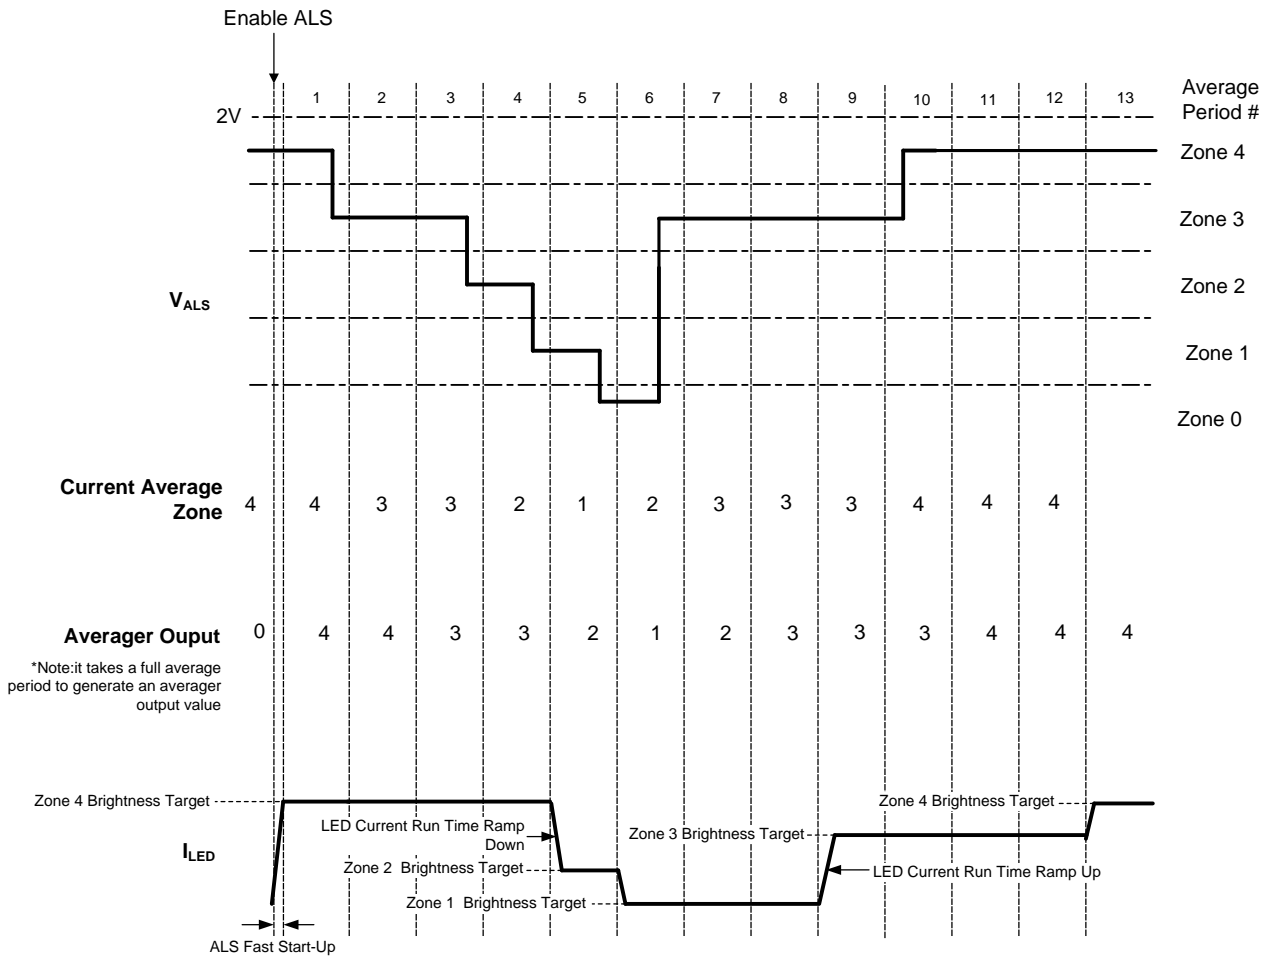 Enable ALS
Average
Period #
1 2 3 4 5 6 7 8 9 10 11 12 13
2V
Zone 4
Zone 3
Zone 2
VALS
Zone 1
Zone 0
Current Average
Zone
4 4 3 3 2 1 2 3 3 3 4 4 4
Averager Ouput
0 4 4 3 3 2 1 2 3 3 3 4 4 4
*Note:it takes a full average
period to generate an averager
output value
Zone 4 Brightness Target
Zone 4 Brightness Target
LED Current Run Time Ramp
Down
Zone 3 Brightness Target
ILED
Zone 2 Brightness Target
LED Current Run Time Ramp Up
Zone 1 Brightness Target
ALS Fast Start-Up